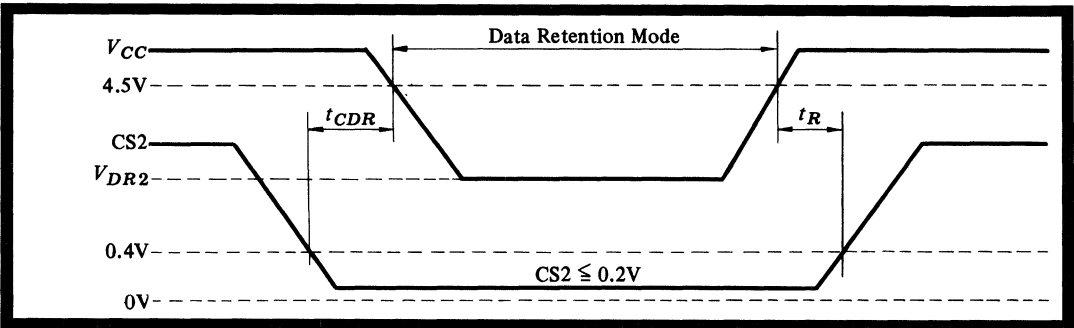 Data Retention Mode
VCC
4.5V
tCDR
tR
CS2
VDR2
0.4V
CS2 ≦ 0.2V
0V